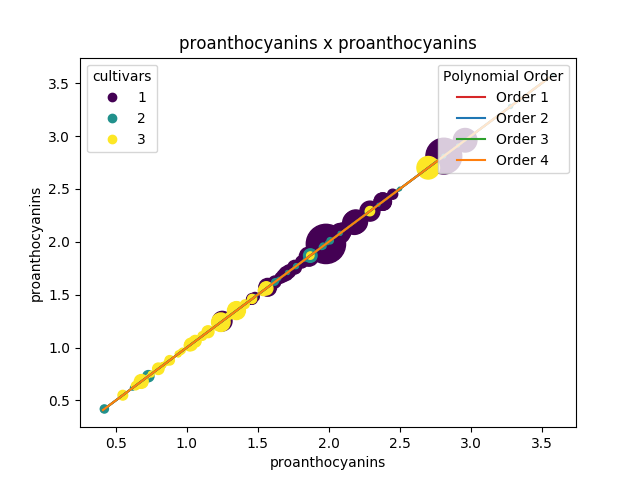 proanthocyanins x proanthocyanins
cultivars
1
2
3
Polynomial Order
Order 1
Order 2
Order 3
Order 4
proanthocyanins
3.5
3.0
2.5
2.0
1.5
1.0
0.5
0.5 1.0 1.5 2.0 2.5 3.0 3.5
proanthocyanins